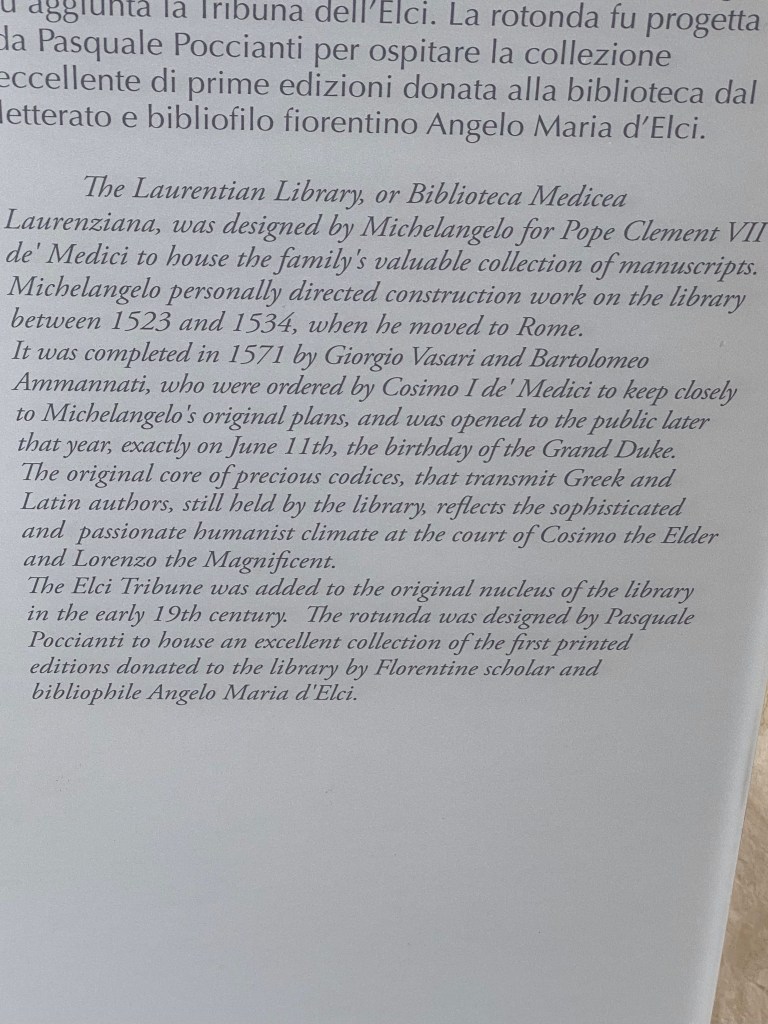 aggiunta la Tribuna dell'Elci. La rotonda fu progetta
da Pasquale Poccianti per ospitare la collezione
eccellente di prime edizioni donata alla biblioteca dal
letterato e bibliofilo fiorentino Angelo Maria d'Elci.
The Laurentian Library, or Biblioteca Medicea
Laurenziana, was designed by Michelangelo for Pope Clement VII
de' Medici to house the family's valuable collection of manuscripts.
Michelangelo personally directed construction work on the library
between 1523 and 1534, when he moved to Rome.
It was completed in 1571 by Giorgio Vasari and Bartolomeo
Ammannati, who were ordered by Cosimo I de' Medici to keep closely
to Michelangelo's original plans, and was opened to the public later
that year, exactly on June 11th, the birthday of the Grand Duke.
The original core of precious codices, that transmit Greek and
Latin authors, still held by the library, reflects the sophisticated
and passionate humanist climate at the court of Cosimo the Elder
and Lorenzo the Magnificent.
The Elci Tribune was added to the original nucleus of the library
in the early 19th century. The rotunda was designed by Pasquale
Poccianti to house an excellent collection of the first printed
editions donated to the library by Florentine scholar and
bibliophile Angelo Maria d'Elci.